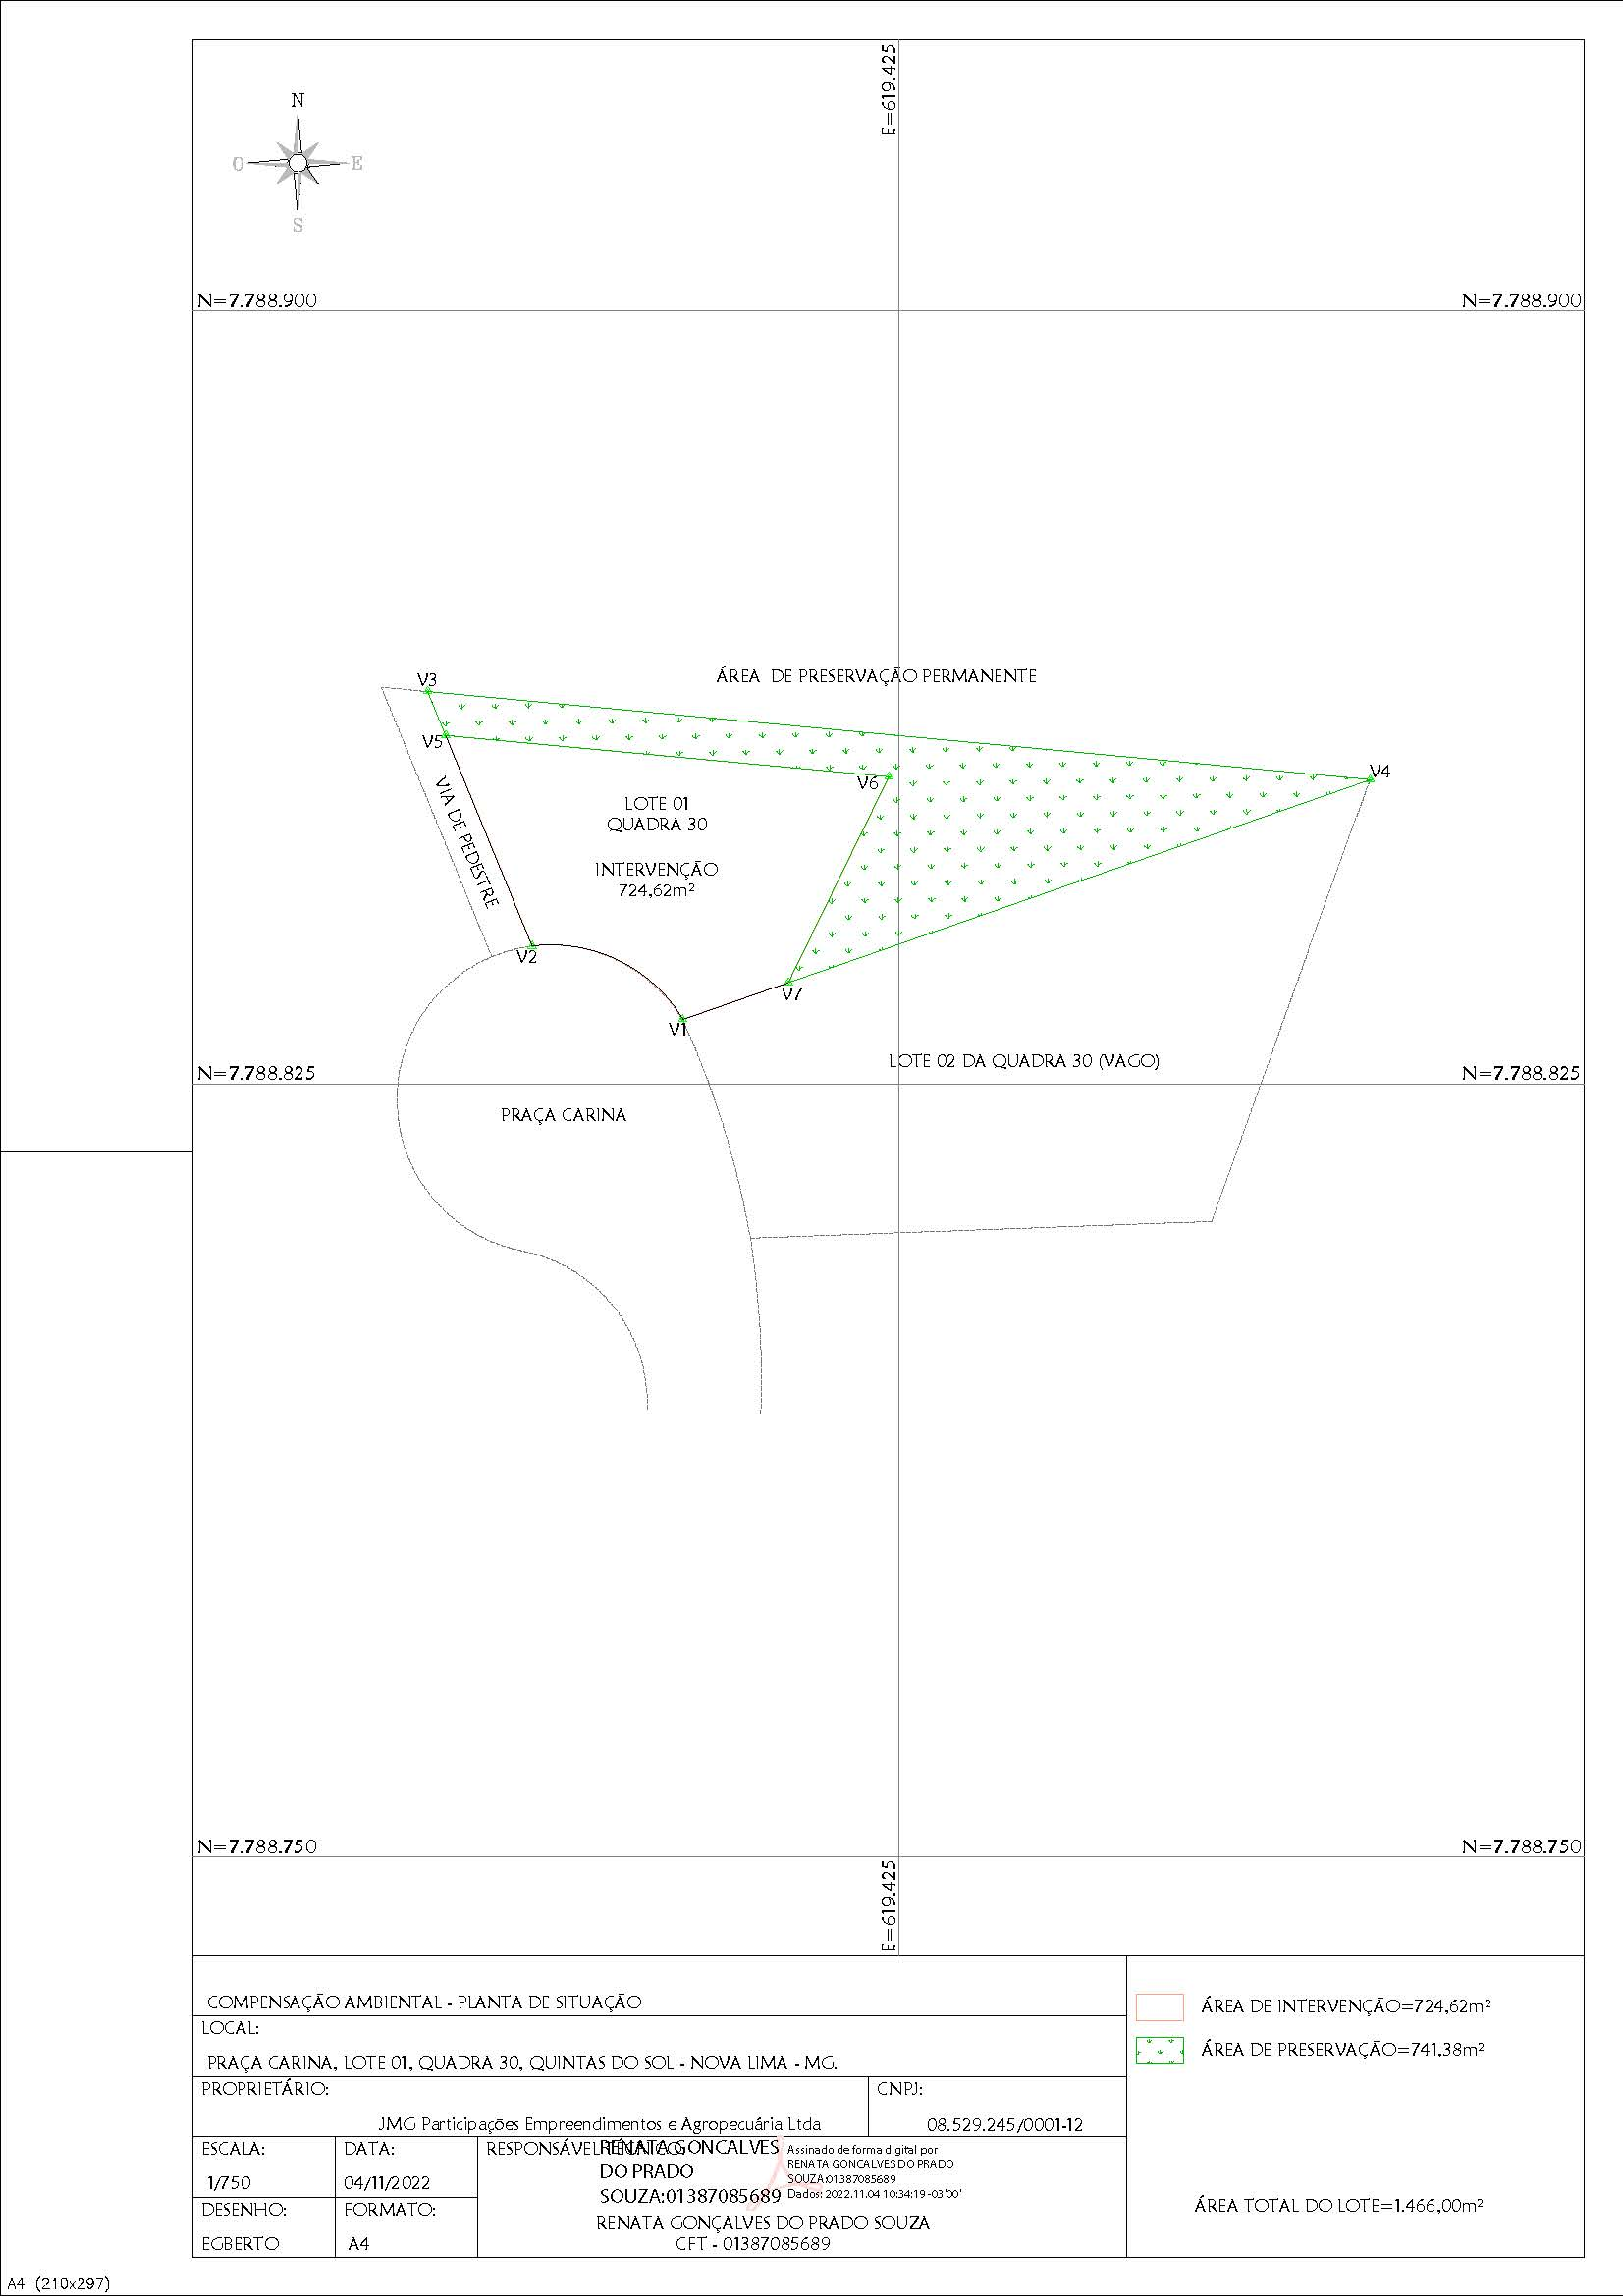 E=619.425
N
O
E
S
N=7.788.900
N=7.788.900
ÁREA DE PRESERVAÇÃO PERMANENTE
V3
V5
V6
V4
VIA DE PEDESTRE
LOTE 01
QUADRA 30
INTERVENÇÃO
724,62m²
V2
V7
V1
LOTE 02 DA QUADRA 30 (VAGO)
N=7.788.825
N=7.788.825
PRAÇA CARINA
N=7.788.750
N=7.788.750
E=619.425
COMPENSAÇÃO AMBIENTAL - PLANTA DE SITUAÇÃO
LOCAL:
PRAÇA CARINA, LOTE 01, QUADRA 30, QUINTAS DO SOL - NOVA LIMA - MG.
PROPRIETÁRIO:
JMG Participações Empreendimentos e Agropecuária Ltda
CNPJ:
08.529.245/0001-12
ESCALA:
1/750
DATA:
04/11/2022
DESENHO:
EGBERTO
FORMATO:
A4
RESPONSÁVEL TÉCNICO:
RENATA GONCALVES
DO PRADO
SOUZA:01387085689
Assinado de forma digital por
RENATA GONCALVES DO PRADO
SOUZA:01387085689
Dados: 2022.11.04 10:34:19 -03'00'
RENATA GONÇALVES DO PRADO SOUZA
CFT - 01387085689
ÁREA DE INTERVENÇÃO=724,62m²
ÁREA DE PRESERVAÇÃO=741,38m²
ÁREA TOTAL DO LOTE=1.466,00m²
A4 (210x297)